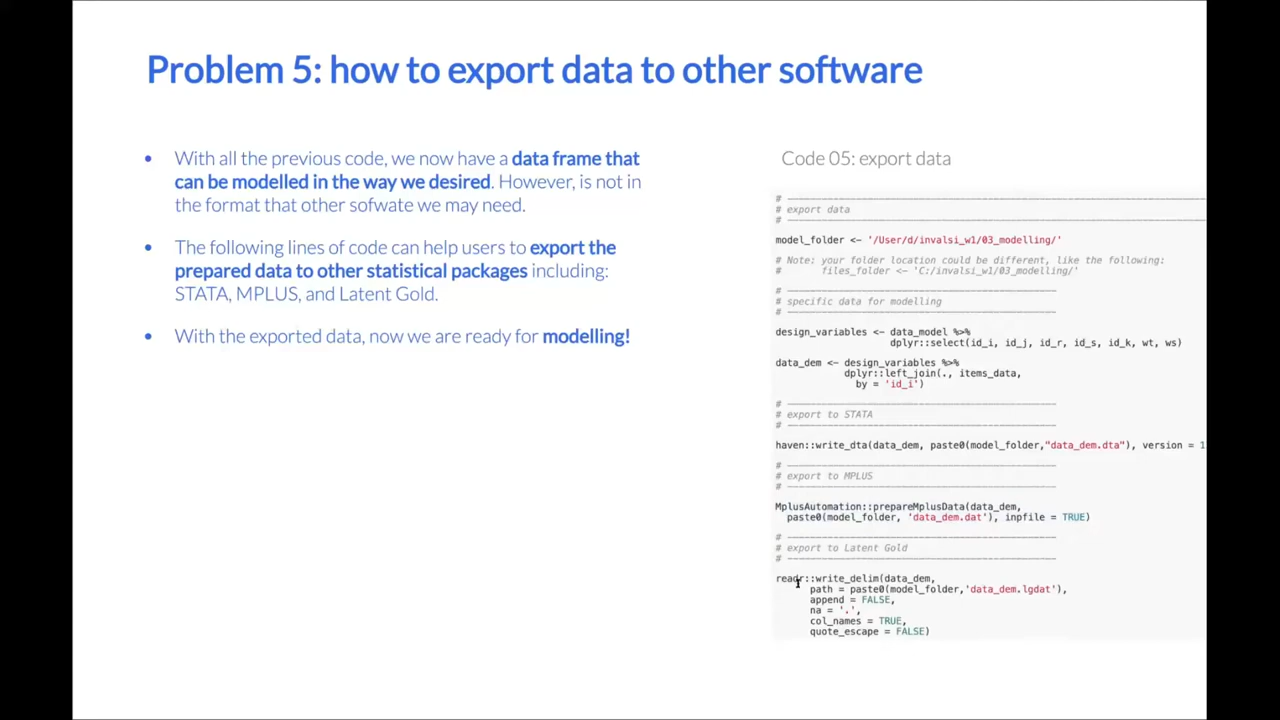 Problem 5: how to export data to other software
• With all the previous code, we now have a data frame that
can be modelled in the way we desired. However, is not in
the format that other sofwate we may need.
• The following lines of code can help users to export the
prepared data to other statistical packages including:
STATA, MPLUS, and Latent Gold.
• With the exported data, now we are ready for modelling!
Code 05: export data
# -----------------------------------------------------------------
# export data
# -----------------------------------------------------------------
model_folder <- '/User/d/invalsi_w1/03_modelling/'
# Note: your folder location could be different, like the following:
#       files_folder <- 'C:/invalsi_w1/03_modelling/'
# -----------------------------------------------
# specific data for modelling
# -----------------------------------------------
design_variables <- data_model %>%
dplyr::select(id_i, id_j, id_r, id_s, id_k, wt, ws)
data_dem <- design_variables %>%
dplyr::left_join(., items_data,
by = 'id_i')
# -----------------------------------------------
# export to STATA
# -----------------------------------------------
haven::write_dta(data_dem, paste0(model_folder,"data_dem.dta"), version = 1
# -----------------------------------------------
# export to MPLUS
# -----------------------------------------------
MplusAutomation::prepareMplusData(data_dem,
paste0(model_folder, 'data_dem.dat'), inpfile = TRUE)
# -----------------------------------------------
# export to Latent Gold
# -----------------------------------------------
readr::write_delim(data_dem,
path = paste0(model_folder,'data_dem.lgdat'),
append = FALSE,
na = '.',
col_names = TRUE,
quote_escape = FALSE)